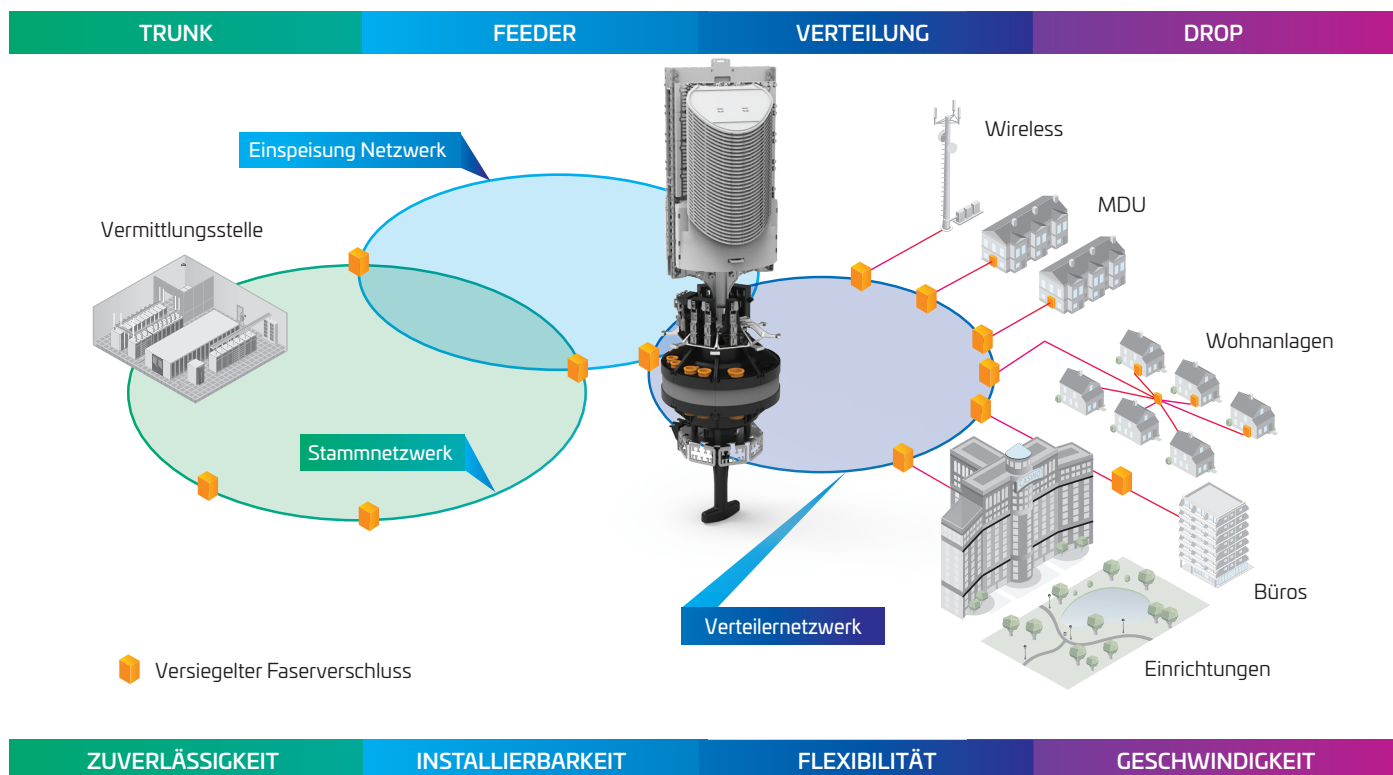 TRUNK
FEEDER
VERTEILUNG
DROP
Wireless
Einspeisung Netzwerk
MDU
Vermittlungsstelle
Wohnanlagen
Stammnetzwerk
Büros
Verteilernetzwerk
Einrichtungen
Versiegelter Faserverschluss
ZUVERLÄSSIGKEIT
INSTALLIERBARKEIT
FLEXIBILITÄT
GESCHWINDIGKEIT